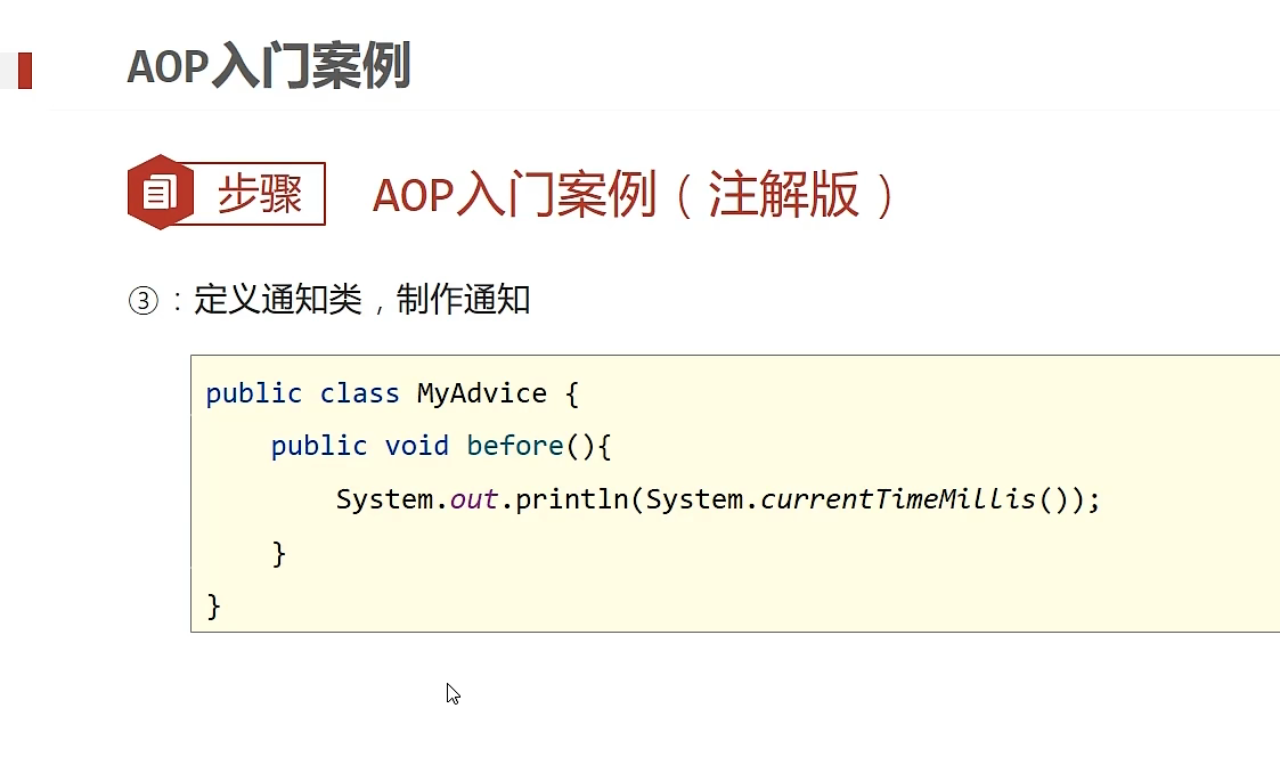 AOP入门案例
步骤
AOP入门案例（注解版）
③：定义通知类，制作通知
public class MyAdvice {
    public void before(){
        System.out.println(System.currentTimeMillis());
    }
}